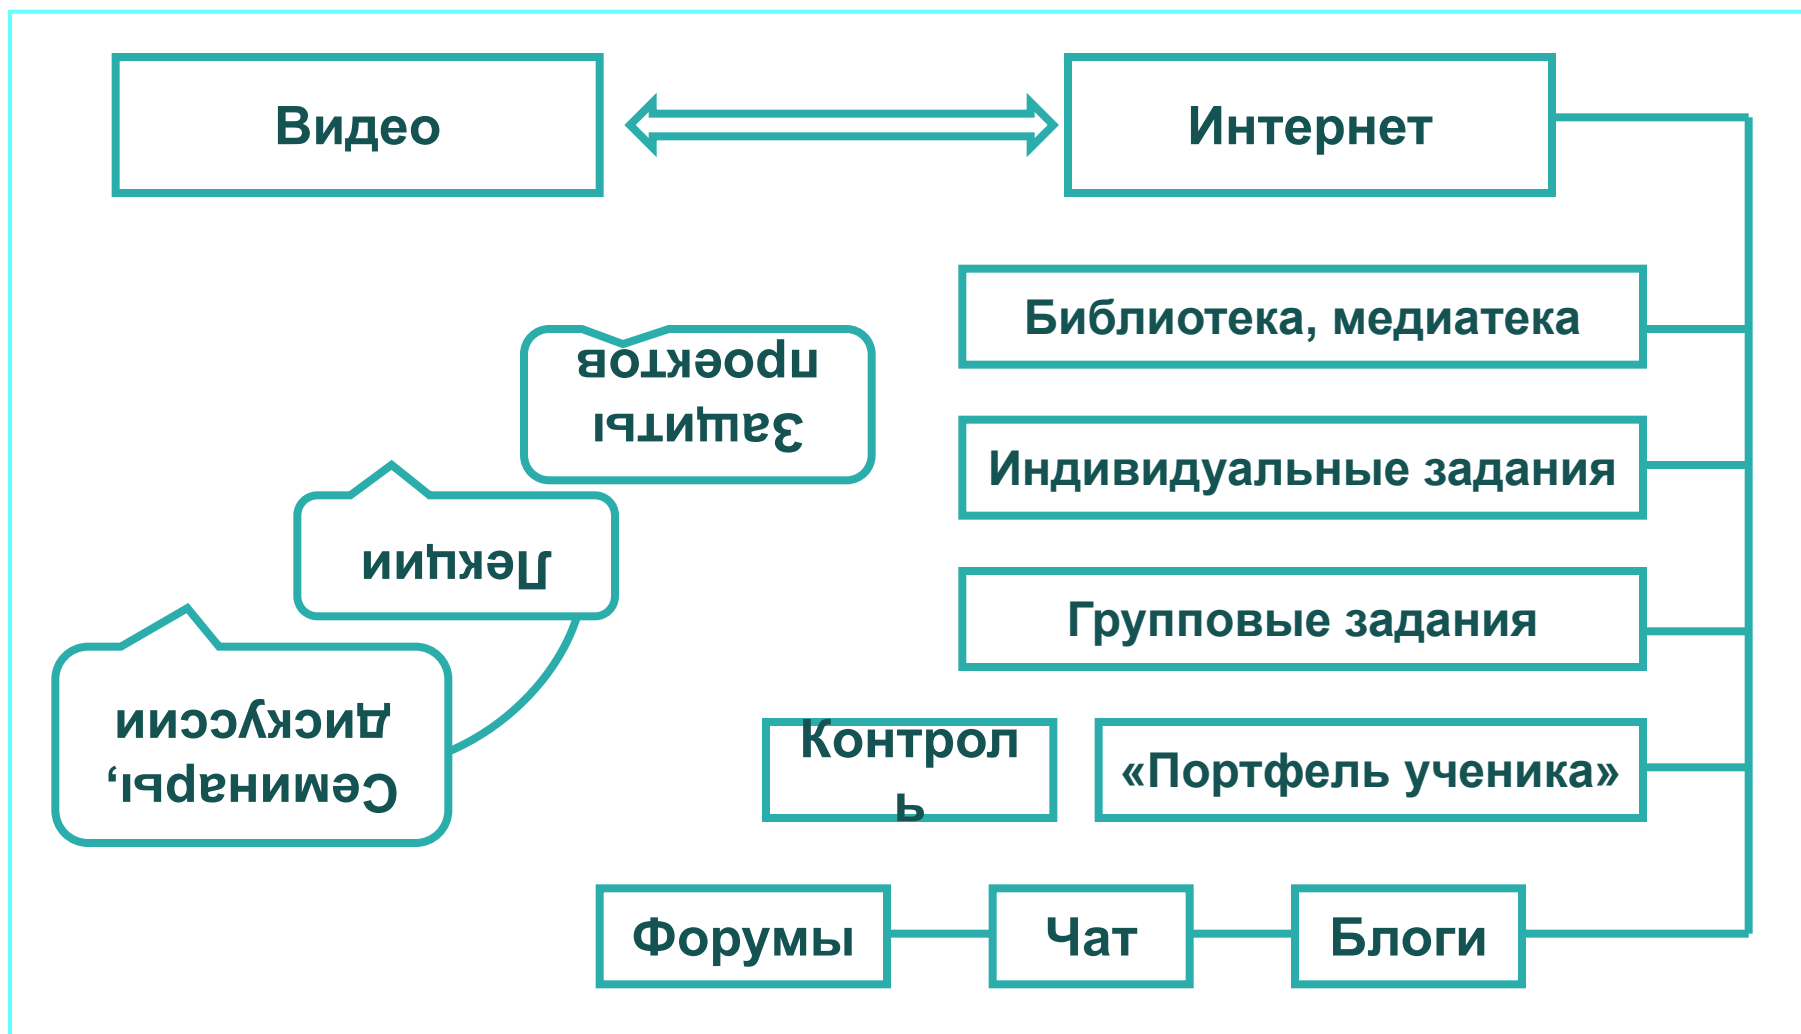 Видео
Интернет
Библиотека, медиатека
Защиты
проектов
Индивидуальные задания
Лекции
Групповые задания
Семинары,
дискуссии
Контрол
ь
«Портфель ученика»
Форумы
Чат
Блоги